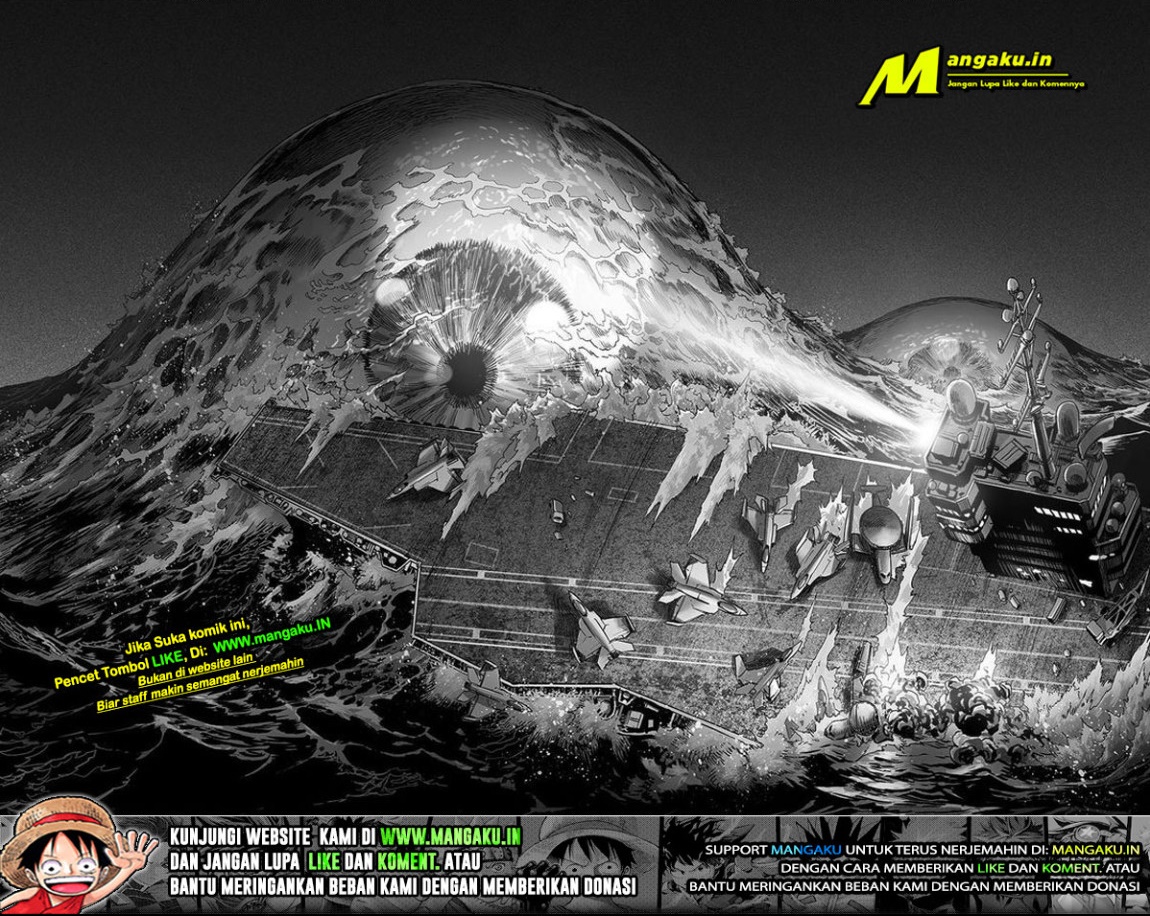 Mangaku.in
Jangan Lupa Like dan Komennya
Jika Suka komik ini,
Pencet Tombol LIKE, Di: WWW.mangaku.IN
Bukan di website lain
Biar staff makin semangat nerjemahin
KUNJUNGI WEBSITE KAMI DI WWW.MANGAKU.IN
DAN JANGAN LUPA LIKE DAN KOMENT. ATAU
BANTU MERINGANKAN BEBAN KAMI DENGAN MEMBERIKAN DONASI
SUPPORT MANGAKU UNTUK TERUS NERJEMAHIN DI: MANGAKU.IN
DENGAN CARA MEMBERIKAN LIKE DAN KOMENT. ATAU
BANTU MERINGANKAN BEBAN KAMI DENGAN MEMBERIKAN DONASI